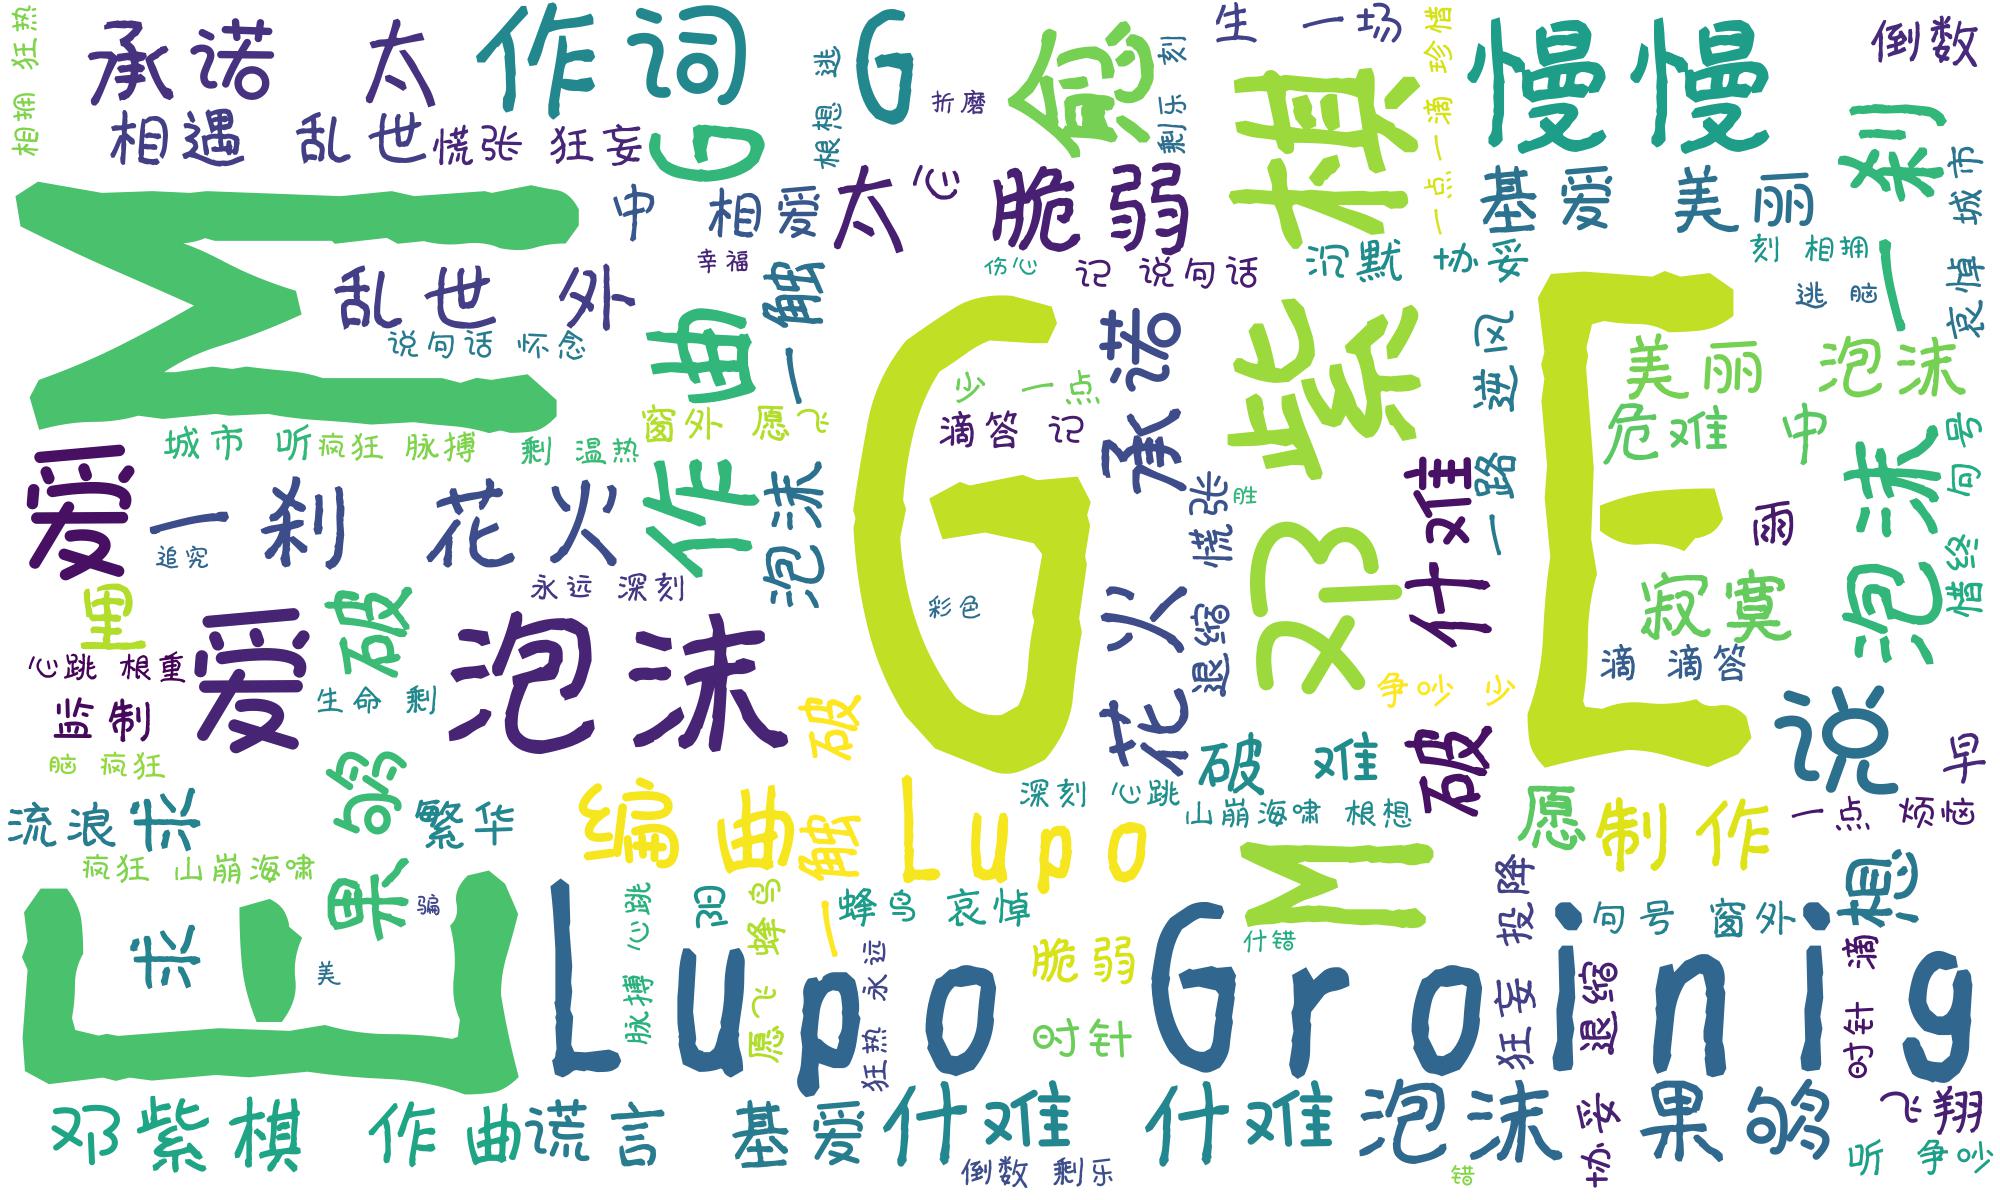 相拥 狂热
承诺 太
作词
根想 逃
G
折磨
愈
剩乐 刻
生 一场
一点一滴 珍惜
慢慢
倒数
相遇 乱世
慌张 狂妄
G
棋
一刹
城市
哀悼
中 相爱
太
心
脆弱
基爱 美丽
M
幸福
一触
伤心
记 说句话
沉默 协妥
刻 相拥
逃 脑
乱世 外
说句话 怀念
作曲
G
承诺
紫
逆风
一路
E
美丽 泡沫
少 一点
滴答 记
窗外 愿飞
城市 听
疯狂 脉搏
剩 温热
危难 中
泡沫
句号
惜终
爱
一刹 花火
追究
泡沫
慌张
胜
什难
雨
永远 深刻
彩色
花火
退缩
邓
寂寞
里
爱
破
泡沫
滴 滴答
心跳 根重
生命 剩
争吵 少
监制
破
破 难
破
说
早
脑 疯狂
够
深刻 心跳
流浪
求
繁华
编曲 Lupo
一触
山崩海啸 根想
愿
制作
一点 烦恼
疯狂 山崩海啸
果
骗
M
想
EE
求
美
脉搏 心跳
阳
愿飞 蜂鸟
蜂鸟 哀悼
狂热 永远
什错
狂妄 投降
句号 窗外
Lupo Groinig
脆弱
时针
退缩
时针 滴
邓紫棋 作曲
谎言 基爱
什难 什难
泡沫
协妥
果够
飞翔
倒数 剩乐
错
听 争吵